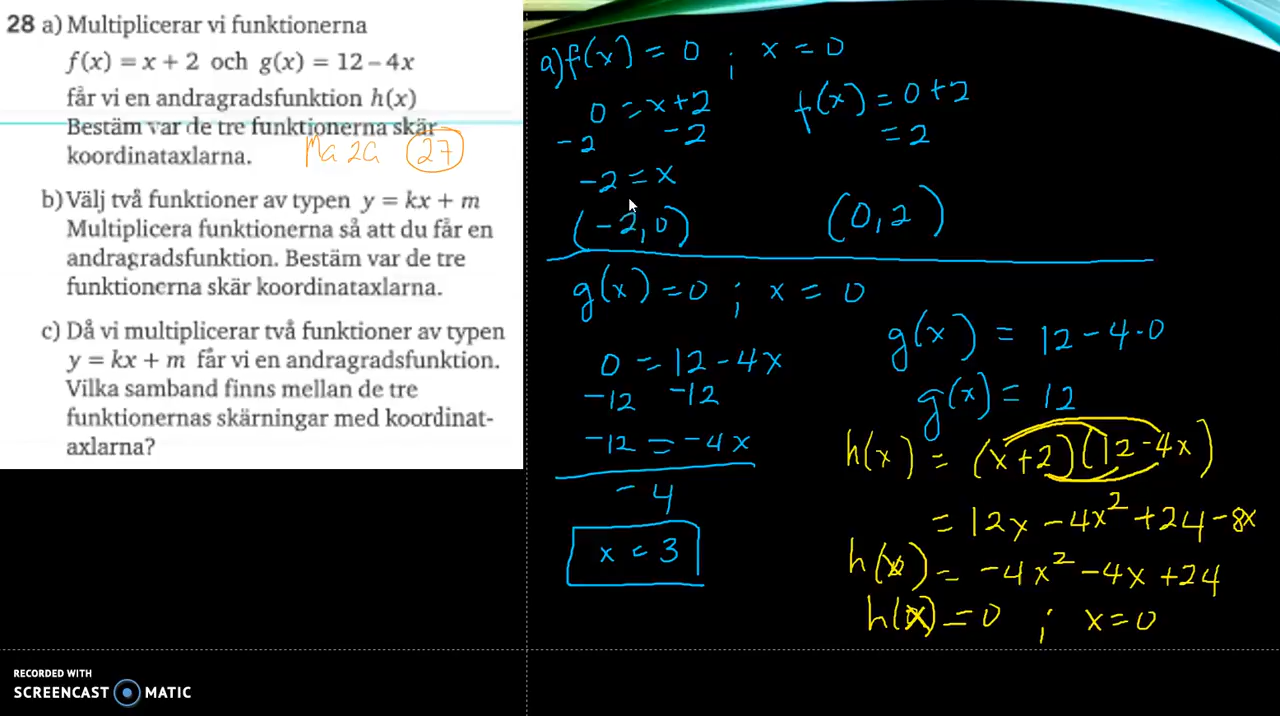 28 a) Multiplicerar vi funktionerna
f(x) = x + 2 och g(x) = 12 – 4x
får vi en andragradsfunktion h(x)
Bestäm var de tre funktionerna skär
koordinataxlarna.
Ma 2a 27
b) Välj två funktioner av typen y = kx + m
Multiplicera funktionerna så att du får en
andragradsfunktion. Bestäm var de tre
funktionerna skär koordinataxlarna.
c) Då vi multiplicerar två funktioner av typen
y = kx + m får vi en andragradsfunktion.
Vilka samband finns mellan de tre
funktionernas skärningar med koordinat-
axlarna?
a) f(x) = 0 ; x = 0
0 = x+2
-2 -2
-2 = x
(-2, 0)
f(x) = 0+2
= 2
(0, 2)
g(x) = 0 ; x = 0
0 = 12 - 4x
-12 -12
-12 = -4x
-4
x = 3
g(x) = 12 - 4·0
g(x) = 12
h(x) = (x+2)(12-4x)
= 12x - 4x² + 24 - 8x
h(x) = -4x² - 4x + 24
h(x) = 0 ; x = 0
RECORDED WITH
SCREENCAST MATIC